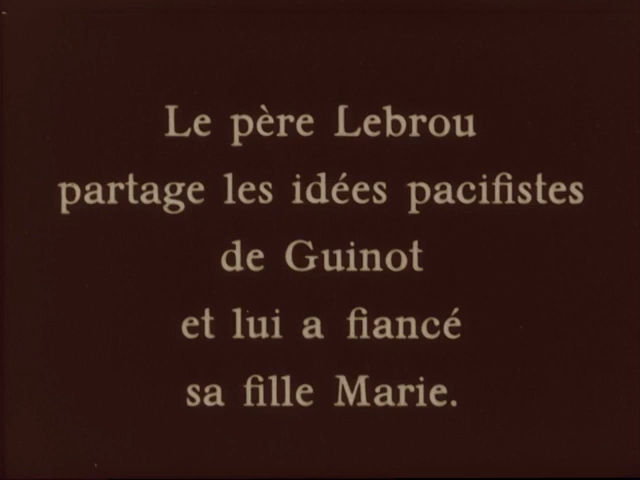 Le père Lebrou
partage les idées pacifistes
de Guinot
et lui a fiancé
sa fille Marie.